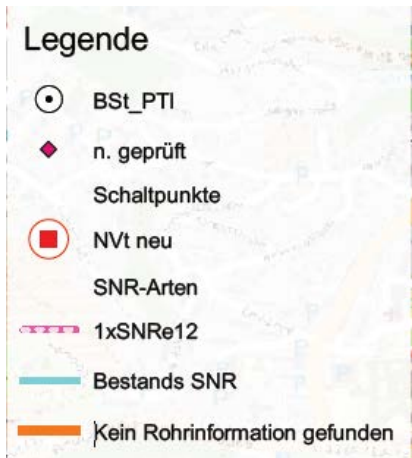 Legende
BSt_PTI
n. geprüft
Schaltpunkte
NVt neu
SNR-Arten
1xSNRe12
Bestands SNR
Kein Rohrinformation gefunden